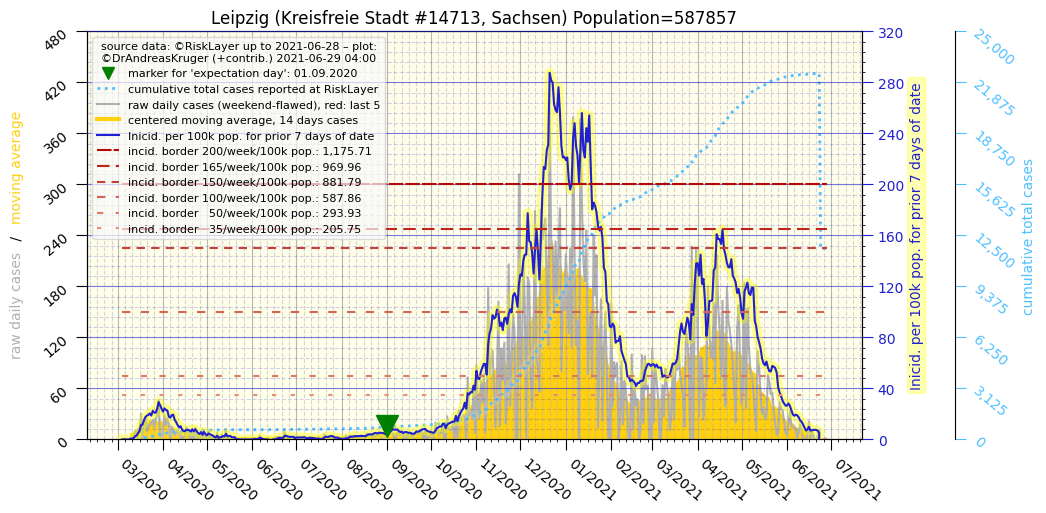 Leipzig (Kreisfreie Stadt #14713, Sachsen) Population=587857
source data: ©RiskLayer up to 2021-06-28 – plot:
©DrAndreasKruger (+contrib.) 2021-06-29 04:00
marker for 'expectation day': 01.09.2020
cumulative total cases reported at RiskLayer
raw daily cases (weekend-flawed), red: last 5
centered moving average, 14 days cases
Inicid. per 100k pop. for prior 7 days of date
incid. border 200/week/100k pop.: 1,175.71
incid. border 165/week/100k pop.: 969.96
incid. border 150/week/100k pop.: 881.79
incid. border 100/week/100k pop.: 587.86
incid. border 50/week/100k pop.: 293.93
incid. border 35/week/100k pop.: 205.75
raw daily cases / moving average
480
420
360
300
240
180
120
60
0
03/2020
04/2020
05/2020
06/2020
07/2020
08/2020
09/2020
10/2020
11/2020
12/2020
01/2021
02/2021
03/2021
04/2021
05/2021
06/2021
07/2021
320
280
240
200
160
120
80
40
0
Inicid. per 100k pop. for prior 7 days of date
25,000
21,875
18,750
15,625
12,500
9,375
6,250
3,125
0
cumulative total cases